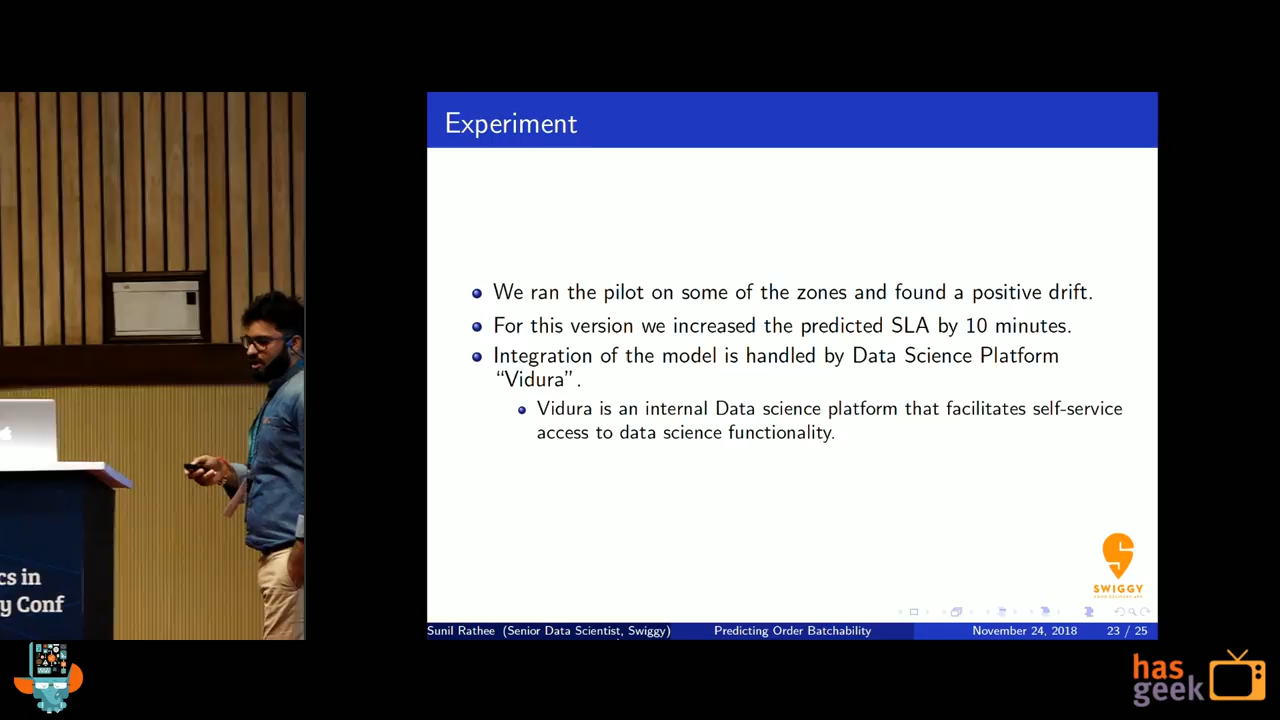 Experiment
We ran the pilot on some of the zones and found a positive drift.
For this version we increased the predicted SLA by 10 minutes.
Integration of the model is handled by Data Science Platform
“Vidura”.
Vidura is an internal Data science platform that facilitates self-service
access to data science functionality.
SWIGGY
Sunil Rathee (Senior Data Scientist, Swiggy) Predicting Order Batchability November 24, 2018 23 / 25
cs in
y Conf
has
geek